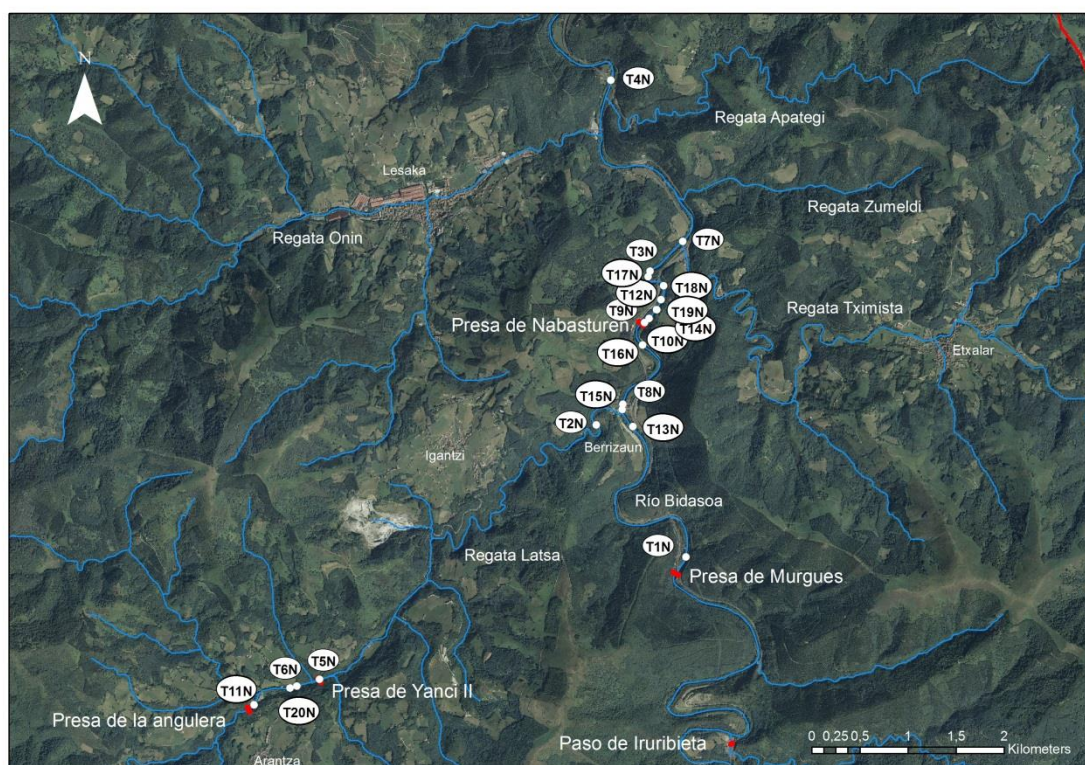 N
T4N
Regata Apategi
Lesaka
Regata Zumeldi
Regata Onin
T7N
T3N
T17N
T18N
T12N
T9N
T19N
Regata Tximista
Presa de Nabasturen
T14N
T10N
T16N
Etxalar
T8N
T15N
T2N
T13N
Berrizaun
Igantzi
Río Bidasoa
T1N
Regata Latsa
Presa de Murgues
T5N
T6N
T11N
Presa de Yanci II
T20N
Presa de la angulera
Paso de Iruribieta
0 0,25 0,5 1 1,5 2
Kilometers
Arantza